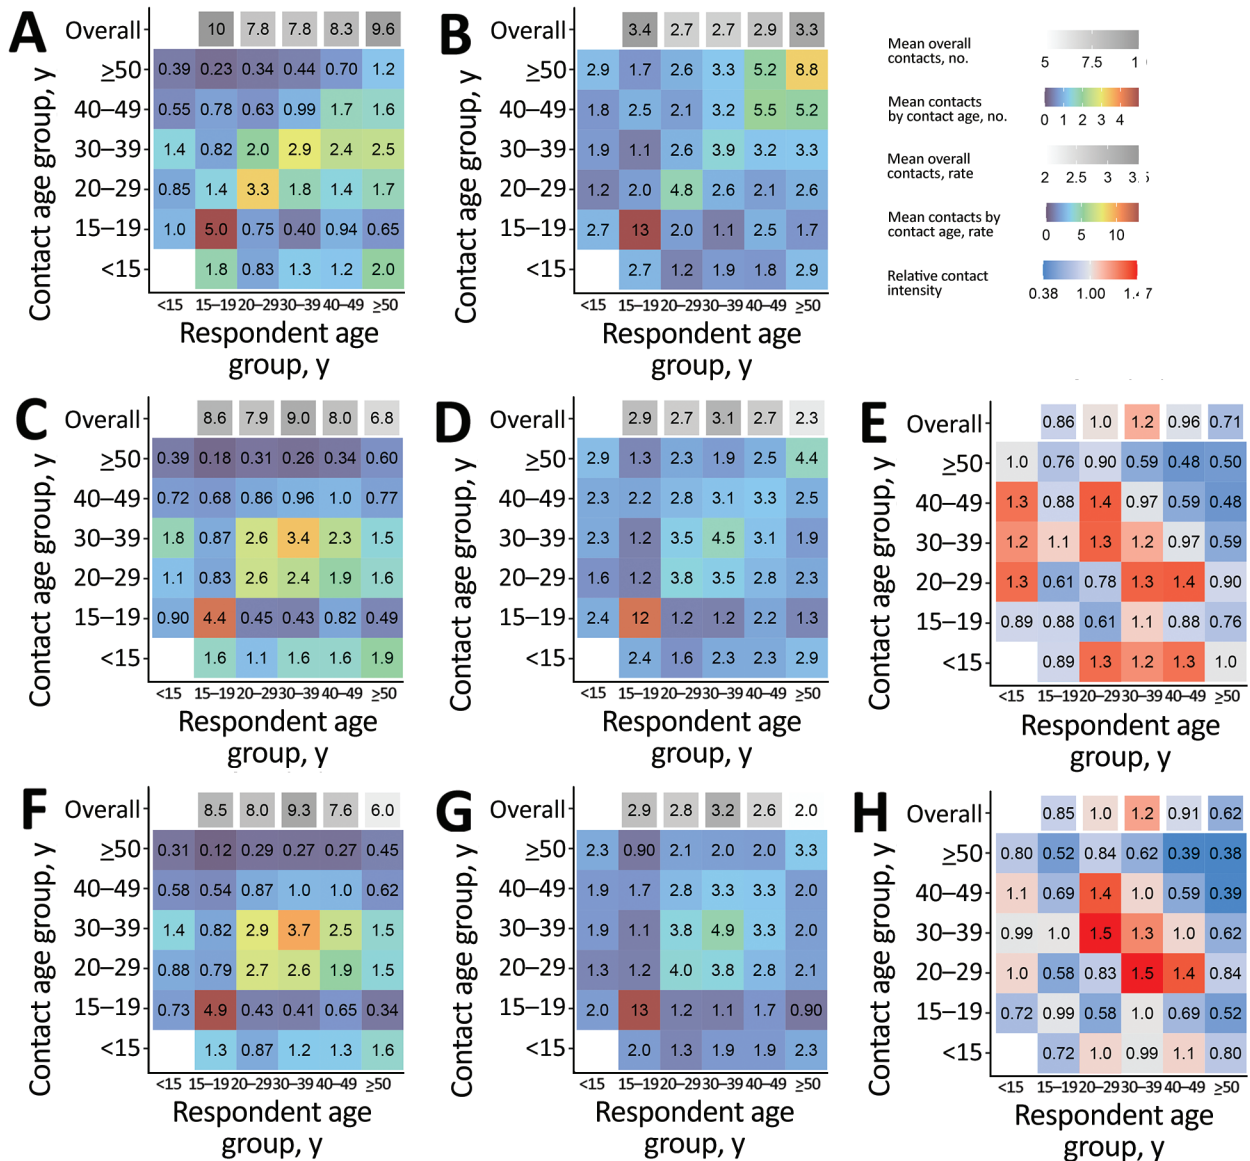 A
Overall 10 7.8 7.8 8.3 9.6
≥50 0.39 0.23 0.34 0.44 0.70 1.2
40–49 0.55 0.78 0.63 0.99 1.7 1.6
30–39 1.4 0.82 2.0 2.9 2.4 2.5
20–29 0.85 1.4 3.3 1.8 1.4 1.7
15–19 1.0 5.0 0.75 0.40 0.94 0.65
<15 1.8 0.83 1.3 1.2 2.0
<15 15–19 20–29 30–39 40–49 ≥50
Contact age group, y
Respondent age
group, y
B
Overall 3.4 2.7 2.7 2.9 3.3
≥50 2.9 1.7 2.6 3.3 5.2 8.8
40–49 1.8 2.5 2.1 3.2 5.5 5.2
30–39 1.9 1.1 2.6 3.9 3.2 3.3
20–29 1.2 2.0 4.8 2.6 2.1 2.6
15–19 2.7 13 2.0 1.1 2.5 1.7
<15 2.7 1.2 1.9 1.8 2.9
<15 15–19 20–29 30–39 40–49 ≥50
Contact age group, y
Respondent age
group, y
Mean overall
contacts, no.
5 7.5 1
Mean contacts
by contact age, no.
0 1 2 3 4
Mean overall
contacts, rate
2 2.5 3 3.5
Mean contacts by
contact age, rate
0 5 10
Relative contact
intensity
0.38 1.00 1.47
C
Overall 8.6 7.9 9.0 8.0 6.8
≥50 0.39 0.18 0.31 0.26 0.34 0.60
40–49 0.72 0.68 0.86 0.96 1.0 0.77
30–39 1.8 0.87 2.6 3.4 2.3 1.5
20–29 1.1 0.83 2.6 2.4 1.9 1.6
15–19 0.90 4.4 0.45 0.43 0.82 0.49
<15 1.6 1.1 1.6 1.6 1.9
<15 15–19 20–29 30–39 40–49 ≥50
Contact age group, y
Respondent age
group, y
D
Overall 2.9 2.7 3.1 2.7 2.3
≥50 2.9 1.3 2.3 1.9 2.5 4.4
40–49 2.3 2.2 2.8 3.1 3.3 2.5
30–39 2.3 1.2 3.5 4.5 3.1 1.9
20–29 1.6 1.2 3.8 3.5 2.8 2.3
15–19 2.4 12 1.2 1.2 2.2 1.3
<15 2.4 1.6 2.3 2.3 2.9
<15 15–19 20–29 30–39 40–49 ≥50
Contact age group, y
Respondent age
group, y
E
Overall 0.86 1.0 1.2 0.96 0.71
≥50 1.0 0.76 0.90 0.59 0.48 0.50
40–49 1.3 0.88 1.4 0.97 0.59 0.48
30–39 1.2 1.1 1.3 1.2 0.97 0.59
20–29 1.3 0.61 0.78 1.3 1.4 0.90
15–19 0.89 0.88 0.61 1.1 0.88 0.76
<15 0.89 1.3 1.2 1.3 1.0
<15 15–19 20–29 30–39 40–49 ≥50
Contact age group, y
Respondent age
group, y
F
Overall 8.5 8.0 9.3 7.6 6.0
≥50 0.31 0.12 0.29 0.27 0.27 0.45
40–49 0.58 0.54 0.87 1.0 1.0 0.62
30–39 1.4 0.82 2.9 3.7 2.5 1.5
20–29 0.88 0.79 2.7 2.6 1.9 1.5
15–19 0.73 4.9 0.43 0.41 0.65 0.34
<15 1.3 0.87 1.2 1.3 1.6
<15 15–19 20–29 30–39 40–49 ≥50
Contact age group, y
Respondent age
group, y
G
Overall 2.9 2.8 3.2 2.6 2.0
≥50 2.3 0.90 2.1 2.0 2.0 3.3
40–49 1.9 1.7 2.8 3.3 3.3 2.0
30–39 1.9 1.1 3.8 4.9 3.3 2.0
20–29 1.3 1.2 4.0 3.8 2.8 2.1
15–19 2.0 13 1.2 1.1 1.7 0.90
<15 2.0 1.3 1.9 1.9 2.3
<15 15–19 20–29 30–39 40–49 ≥50
Contact age group, y
Respondent age
group, y
H
Overall 0.85 1.0 1.2 0.91 0.62
≥50 0.80 0.52 0.84 0.62 0.39 0.38
40–49 1.1 0.69 1.4 1.0 0.59 0.39
30–39 0.99 1.0 1.5 1.3 1.0 0.62
20–29 1.0 0.58 0.83 1.5 1.4 0.84
15–19 0.72 0.99 0.58 1.0 0.69 0.52
<15 0.72 1.0 0.99 1.1 0.80
<15 15–19 20–29 30–39 40–49 ≥50
Contact age group, y
Respondent age
group, y